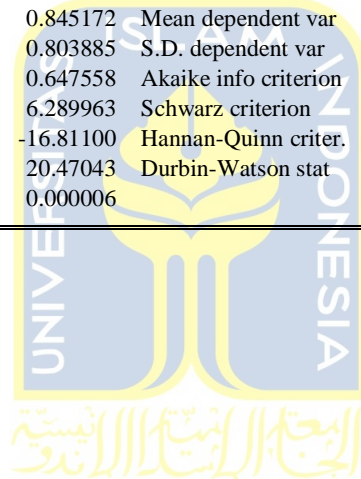 0.845172 Mean dependent var
0.803885 S.D. dependent var
0.647558 Akaike info criterion
6.289963 Schwarz criterion
-16.81100 Hannan-Quinn criter.
20.47043 Durbin-Watson stat
0.000006
UNIVERSITAS ISLAM INDONESIA